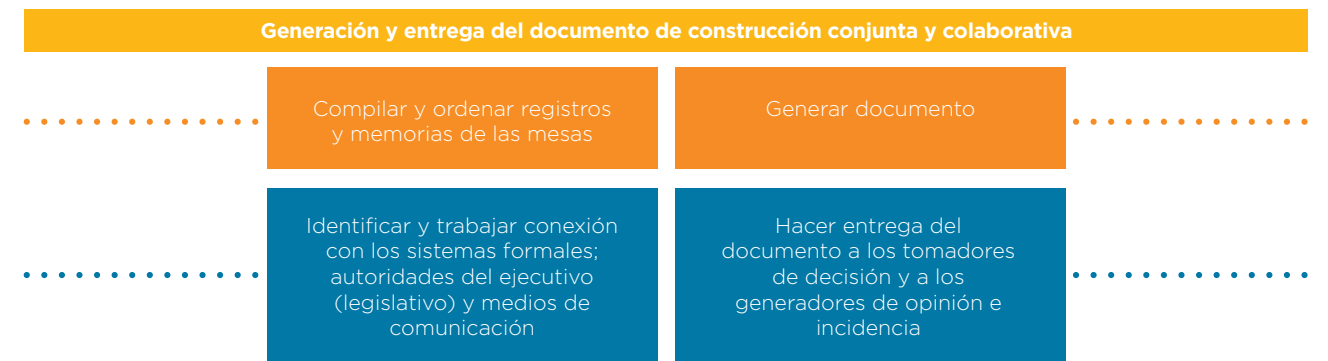 Generación y entrega del documento de construcción conjunta y colaborativa
Compilar y ordenar registros
y memorias de las mesas
Generar documento
Identificar y trabajar conexión
con los sistemas formales;
autoridades del ejecutivo
(legislativo) y medios de
comunicación
Hacer entrega del
documento a los tomadores
de decisión y a los
generadores de opinión e
incidencia